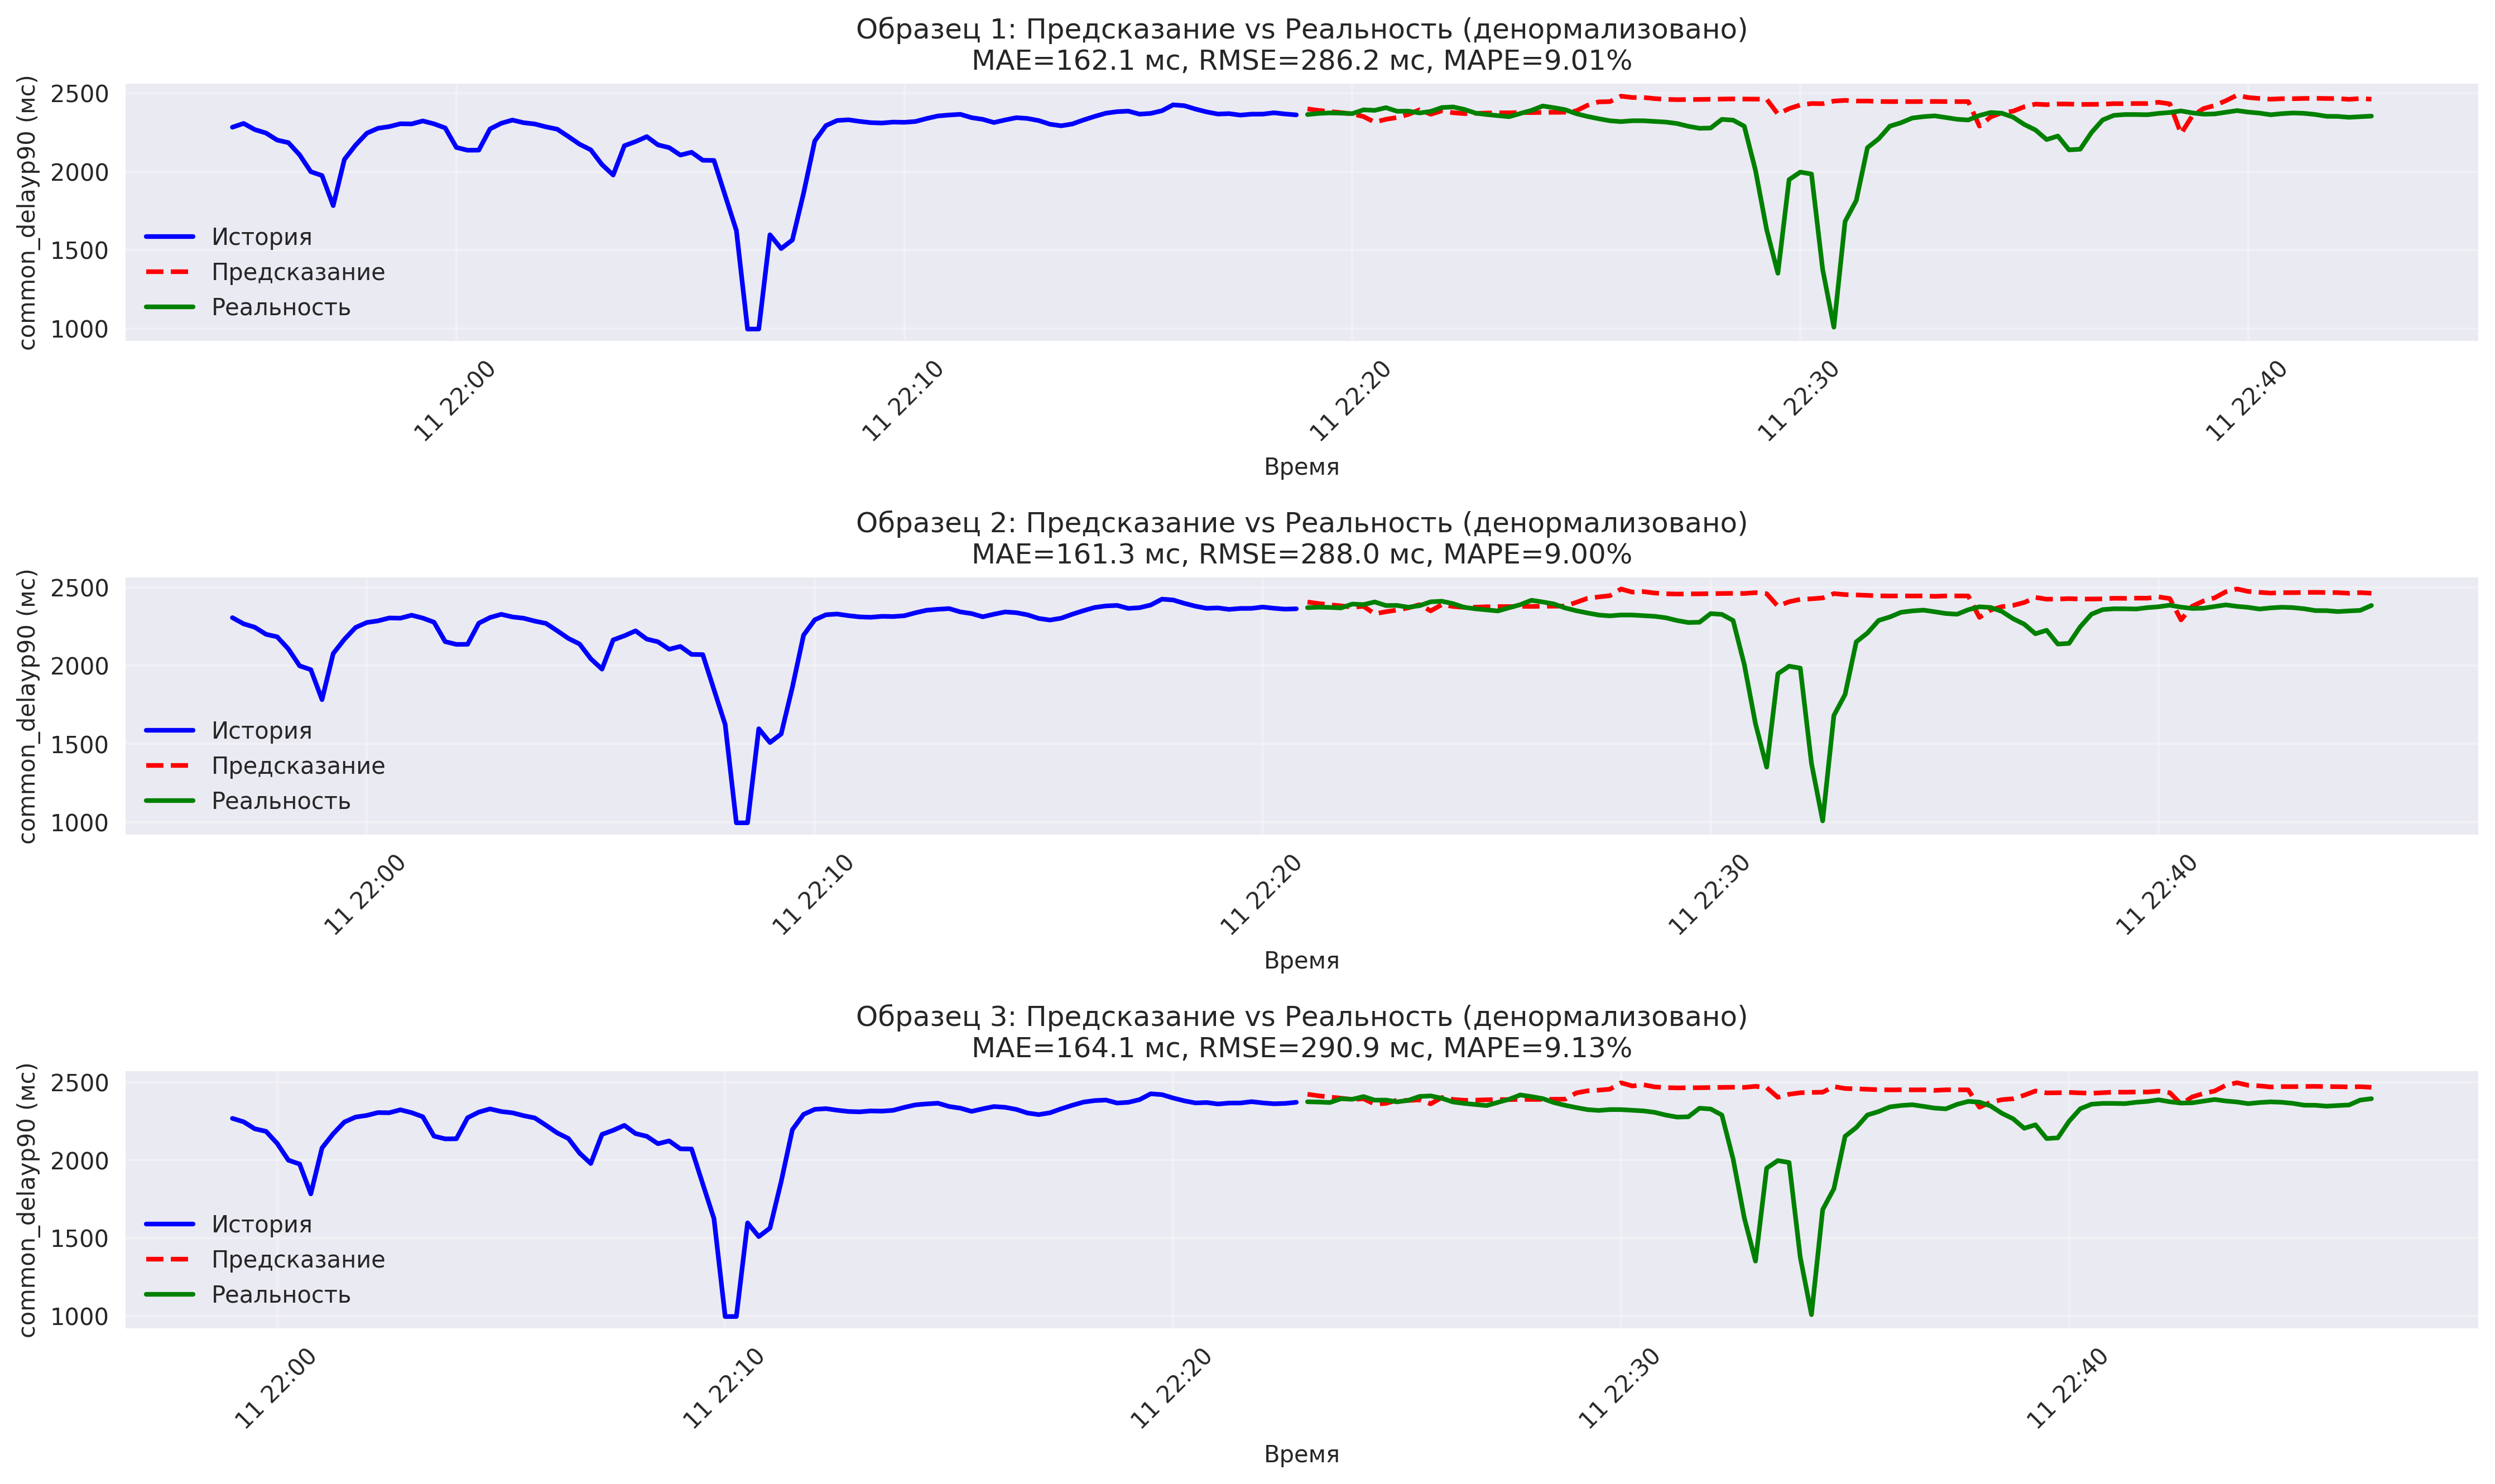 Образец 1: Предсказание vs Реальность (денормализовано)
MAE=162.1 мс, RMSE=286.2 мс, MAPE=9.01%
common_delayp90 (мс)
2500
2000
1500
1000
История
Предсказание
Реальность
11 22:00
11 22:10
11 22:20
11 22:30
11 22:40
Время
Образец 2: Предсказание vs Реальность (денормализовано)
MAE=161.3 мс, RMSE=288.0 мс, MAPE=9.00%
common_delayp90 (мс)
2500
2000
1500
1000
История
Предсказание
Реальность
11 22:00
11 22:10
11 22:20
11 22:30
11 22:40
Время
Образец 3: Предсказание vs Реальность (денормализовано)
MAE=164.1 мс, RMSE=290.9 мс, MAPE=9.13%
common_delayp90 (мс)
2500
2000
1500
1000
История
Предсказание
Реальность
11 22:00
11 22:10
11 22:20
11 22:30
11 22:40
Время